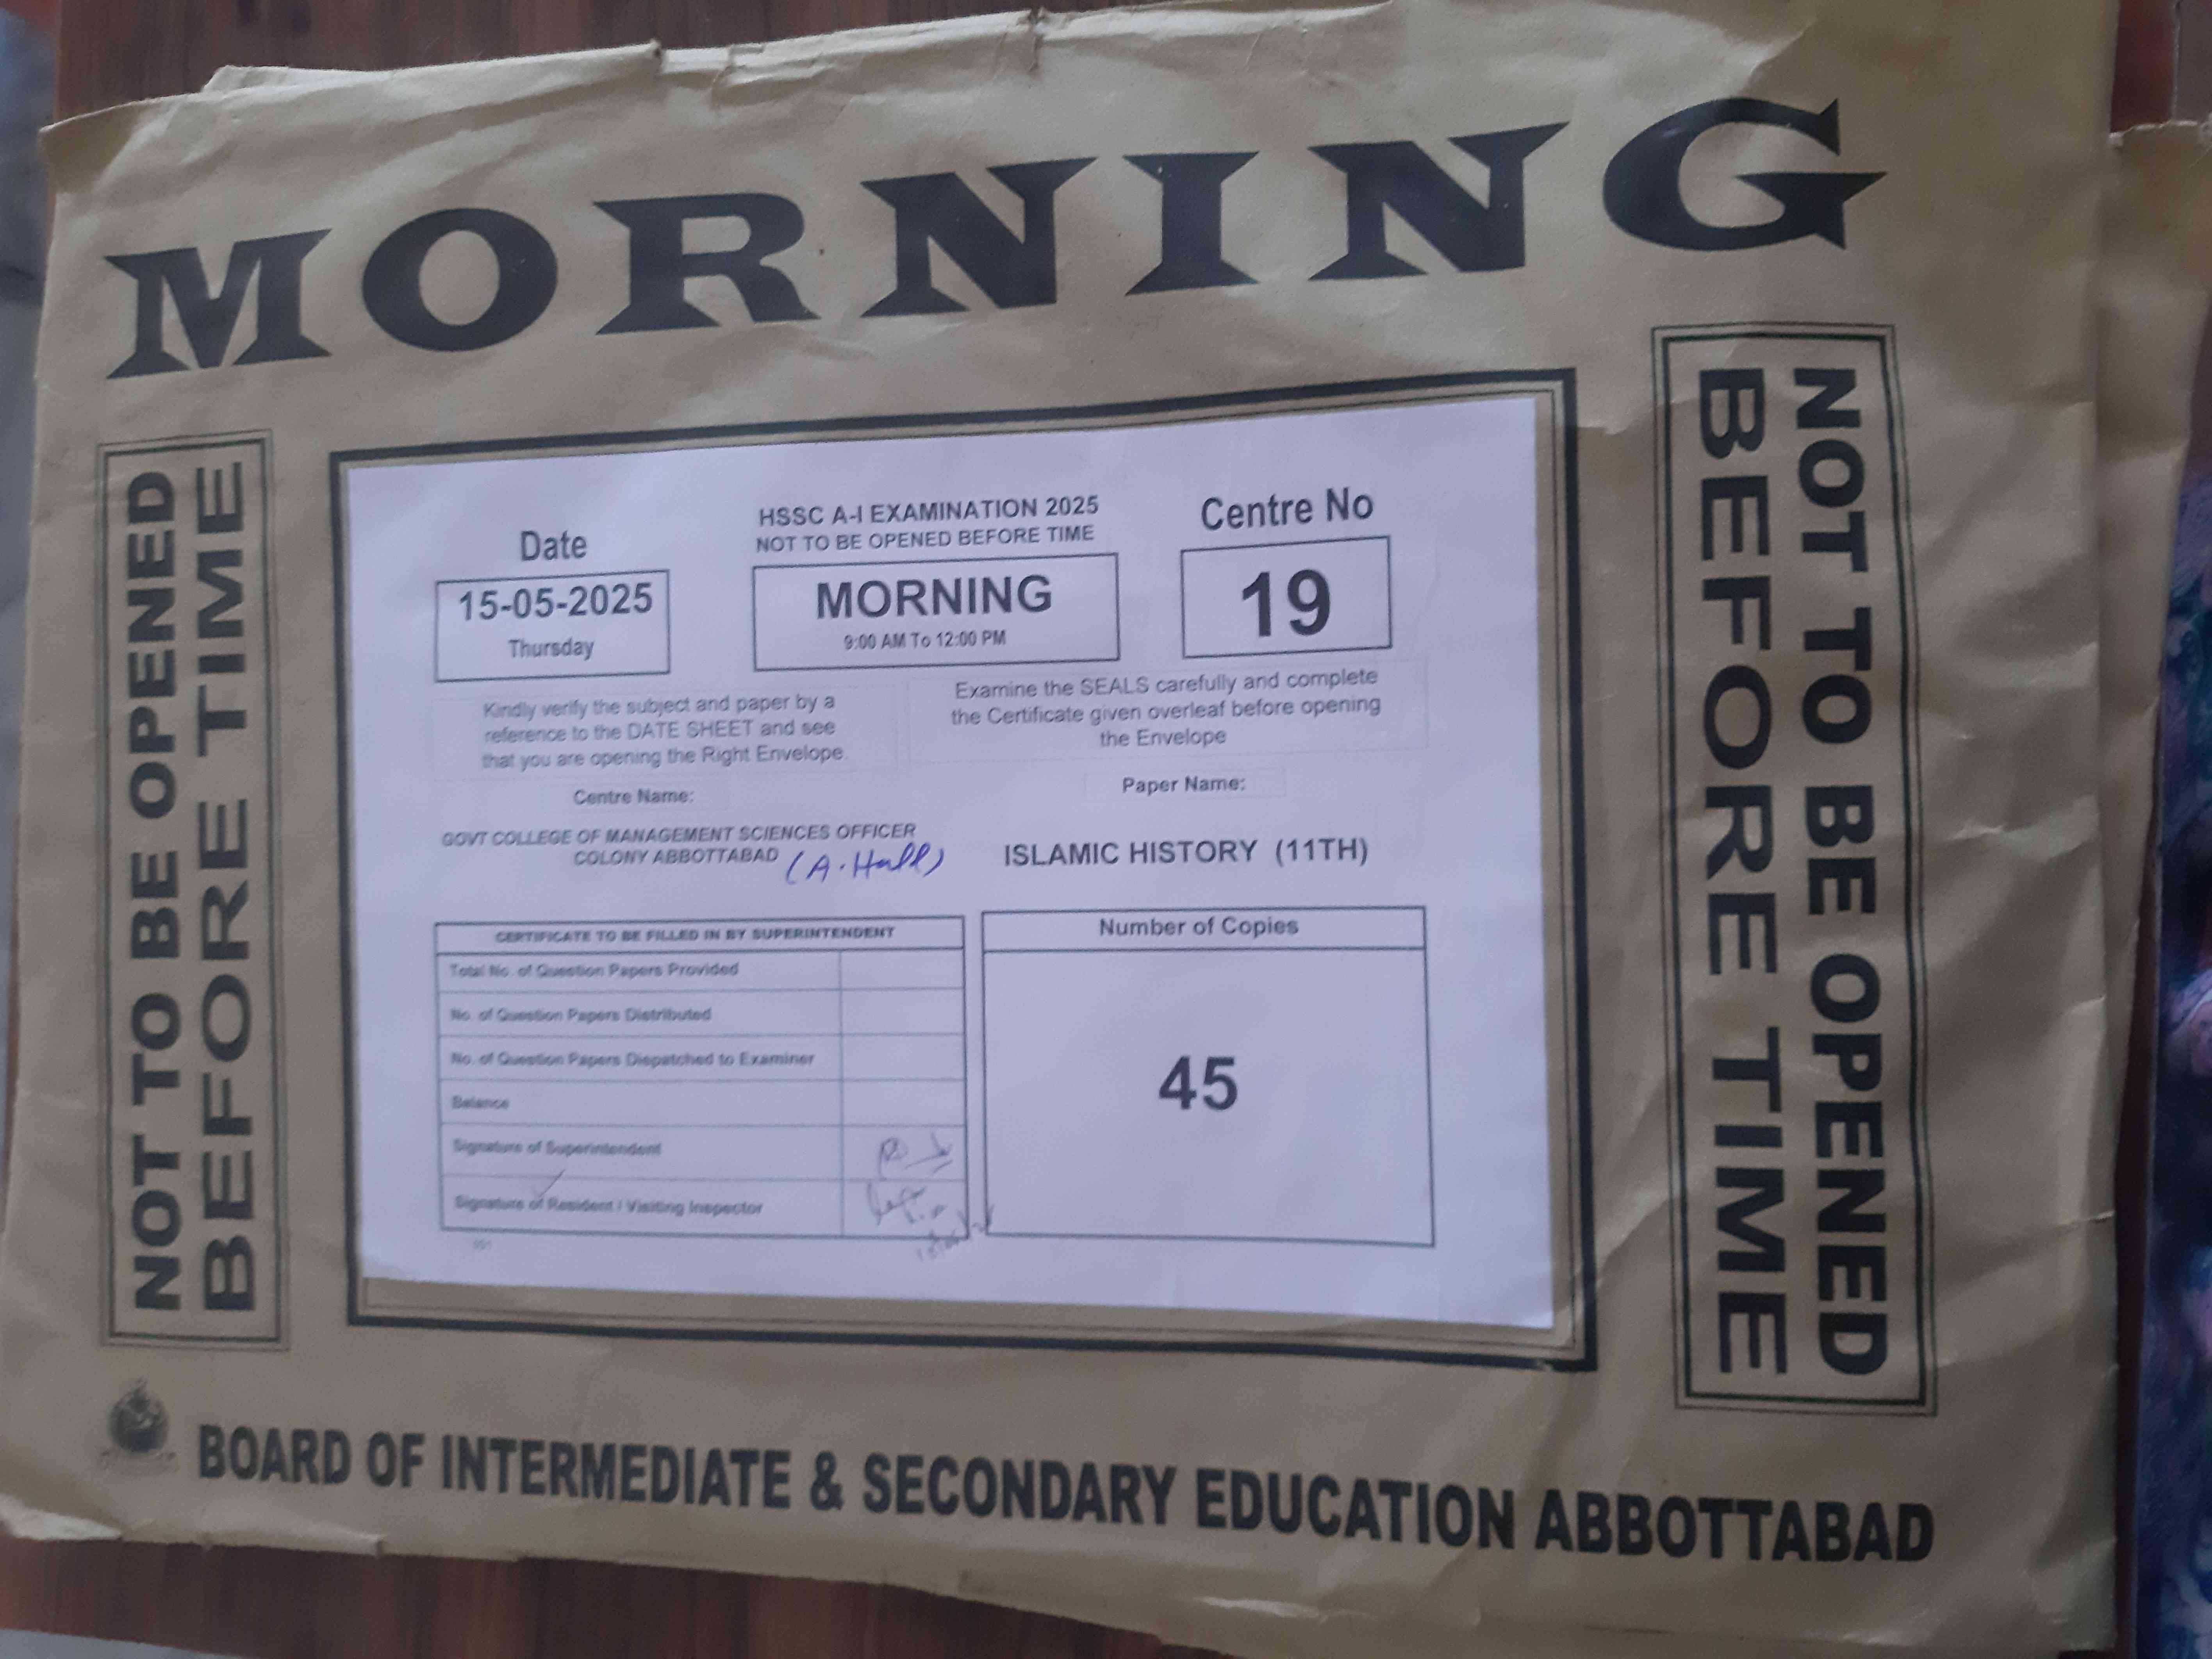 MORNING
NOT TO BE OPENED
BEFORE TIME
NOT TO BE OPENED
BEFORE TIME
Date
15-05-2025
Thursday
HSSC A-I EXAMINATION 2025
NOT TO BE OPENED BEFORE TIME
MORNING
9:00 AM To 12:00 PM
Centre No
19
Kindly verify the subject and paper by a
reference to the DATE SHEET and see
that you are opening the Right Envelope
Examine the SEALS carefully and complete
the Certificate given overleaf before opening
the Envelope
Centre Name:
GOVT COLLEGE OF MANAGEMENT SCIENCES OFFICER
COLONY ABBOTTABAD (A.Hall)
Paper Name:
ISLAMIC HISTORY (11TH)
CERTIFICATE TO BE FILLED IN BY SUPERINTENDENT
Total No. of Question Papers Provided
No. of Question Papers Distributed
No. of Question Papers Dispatched to Examiner
Balance
Signature of Superintendent
Signature of Resident / Visiting Inspector
Number of Copies
45
BOARD OF INTERMEDIATE & SECONDARY EDUCATION ABBOTTABAD